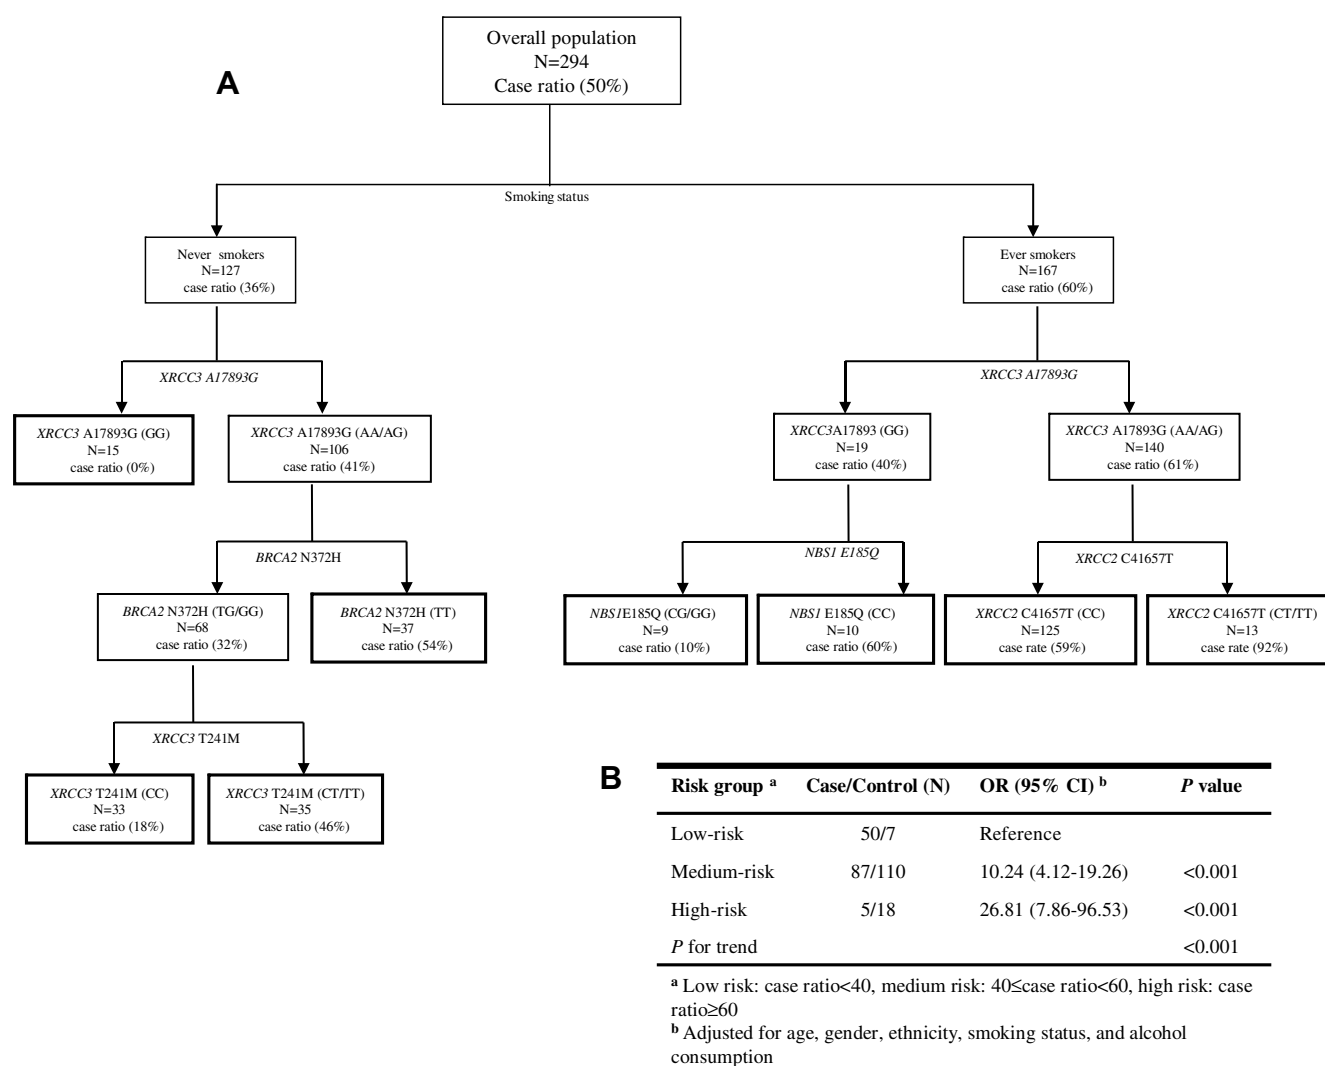 A
Overall population
N=294
Case ratio (50%)
Smoking status
Never smokers
N=127
case ratio (36%)
Ever smokers
N=167
case ratio (60%)
XRCC3 A17893G
XRCC3 A17893G
XRCC3 A17893G (GG)
N=15
case ratio (0%)
XRCC3 A17893G (AA/AG)
N=106
case ratio (41%)
XRCC3A17893 (GG)
N=19
case ratio (40%)
XRCC3 A17893G (AA/AG)
N=140
case ratio (61%)
BRCA2 N372H
NBS1 E185Q
XRCC2 C41657T
BRCA2 N372H (TG/GG)
N=68
case ratio (32%)
BRCA2 N372H (TT)
N=37
case ratio (54%)
NBS1E185Q (CG/GG)
N=9
case ratio (10%)
NBS1 E185Q (CC)
N=10
case ratio (60%)
XRCC2 C41657T (CC)
N=125
case rate (59%)
XRCC2 C41657T (CT/TT)
N=13
case rate (92%)
XRCC3 T241M
XRCC3 T241M (CC)
N=33
case ratio (18%)
XRCC3 T241M (CT/TT)
N=35
case ratio (46%)
B
Risk group a Case/Control (N) OR (95% CI) b P value
Low-risk 50/7 Reference
Medium-risk 87/110 10.24 (4.12-19.26) <0.001
High-risk 5/18 26.81 (7.86-96.53) <0.001
P for trend <0.001
a Low risk: case ratio<40, medium risk: 40≤case ratio<60, high risk: case
ratio≥60
b Adjusted for age, gender, ethnicity, smoking status, and alcohol
consumption